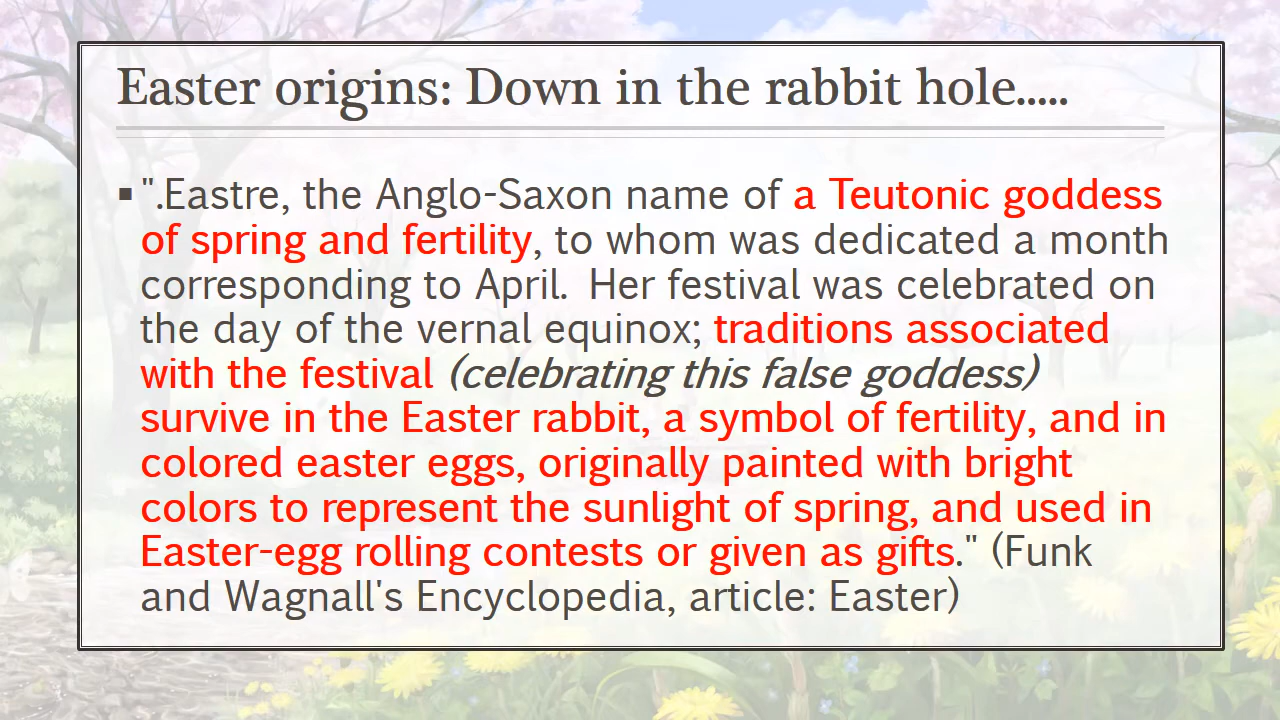 Easter origins: Down in the rabbit hole.....
▪".Eastre, the Anglo-Saxon name of a Teutonic goddess
of spring and fertility, to whom was dedicated a month
corresponding to April.  Her festival was celebrated on
the day of the vernal equinox; traditions associated
with the festival (celebrating this false goddess)
survive in the Easter rabbit, a symbol of fertility, and in
colored easter eggs, originally painted with bright
colors to represent the sunlight of spring, and used in
Easter-egg rolling contests or given as gifts." (Funk
and Wagnall's Encyclopedia, article: Easter)